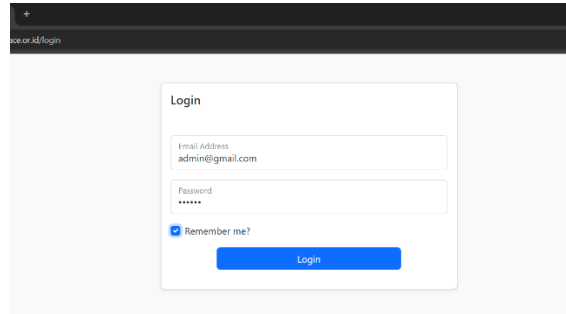 +
ace.or.id/login
Login
Email Address
admin@gmail.com
Password
••••••
Remember me?
Login